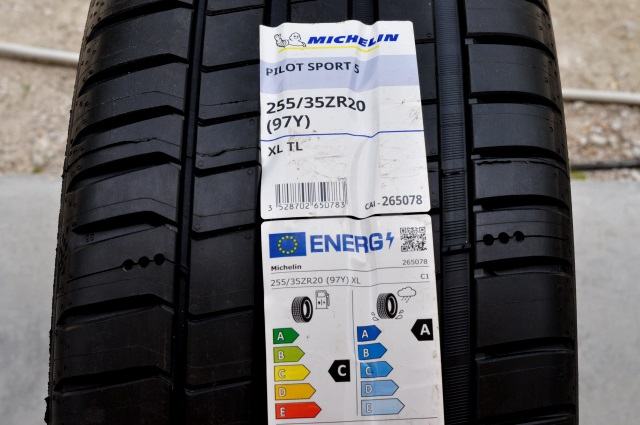 MICHELIN
PILOT SPORT 5
255/35ZR20
(97Y)
XL TL
3 528702 650783
CAI - 265078
ENERG
Michelin 265078
255/35ZR20 (97Y) XL C1
A A A
B B
C C C
D D
E E